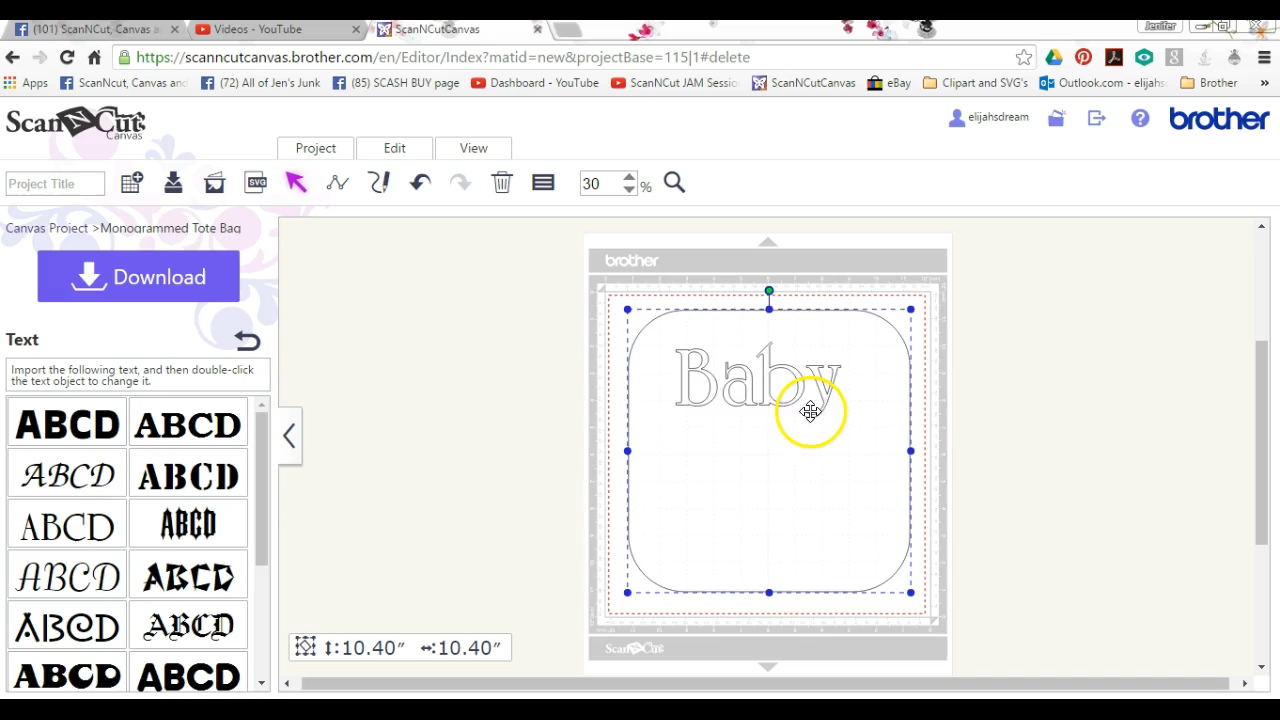 (101) ScanNCut, Canvas a
Videos - YouTube
ScanNCutCanvas
Jenifer
https://scanncutcanvas.brother.com/en/Editor/Index?matid=new&projectBase=115|1#delete
Apps
ScanNcut, Canvas and
(72) All of Jen's Junk
(85) SCASH BUY page
Dashboard - YouTube
ScanNCut JAM Sessio
ScanNCutCanvas
eBay
Clipart and SVG's
Outlook.com - elijahs
Brother
»
ScanNCut
Canvas
Project
Edit
View
elijahsdream
brother
Project Title
SVG
30 %
Canvas Project >Monogrammed Tote Bag
Download
Text
Import the following text, and then double-click
the text object to change it.
ABCD ABCD
ABCD ABCD
ABCD ABCD
ABCD ABCD
ABCD ABCD
ABCD ABCD
brother
Baby
10.40" 10.40"
ScanNCut